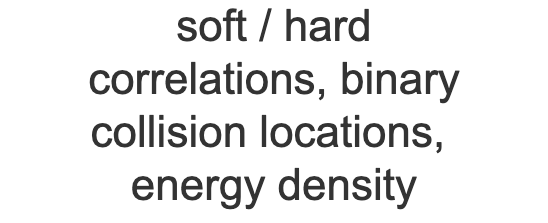 soft / hard
correlations, binary
collision locations,
energy density